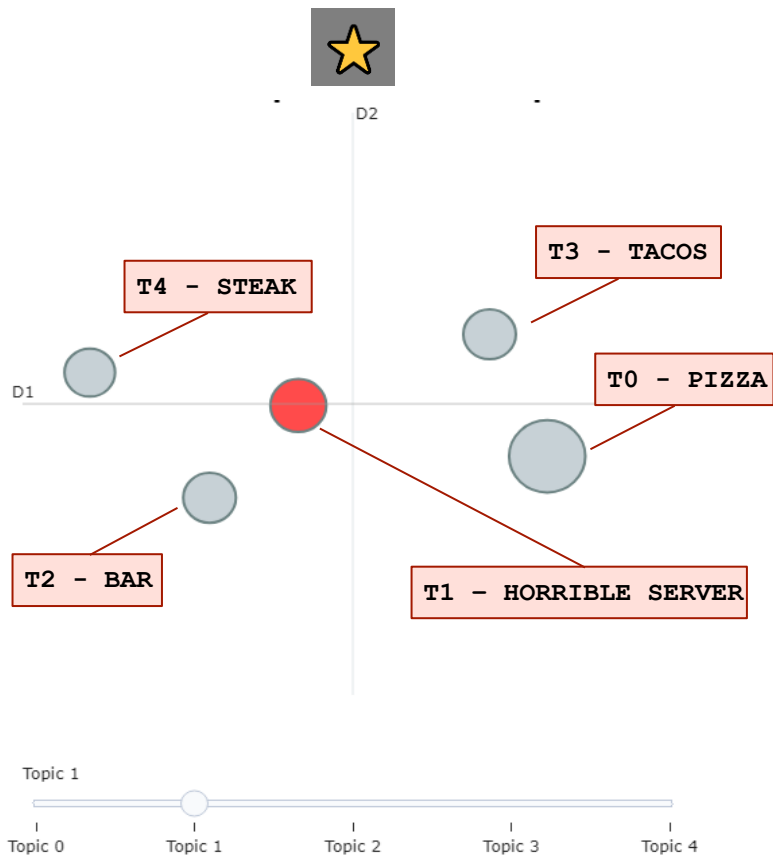 D2
T3 - TACOS
T4 - STEAK
T0 - PIZZA
D1
T2 - BAR
T1 – HORRIBLE SERVER
Topic 1
Topic 0 Topic 1 Topic 2 Topic 3 Topic 4